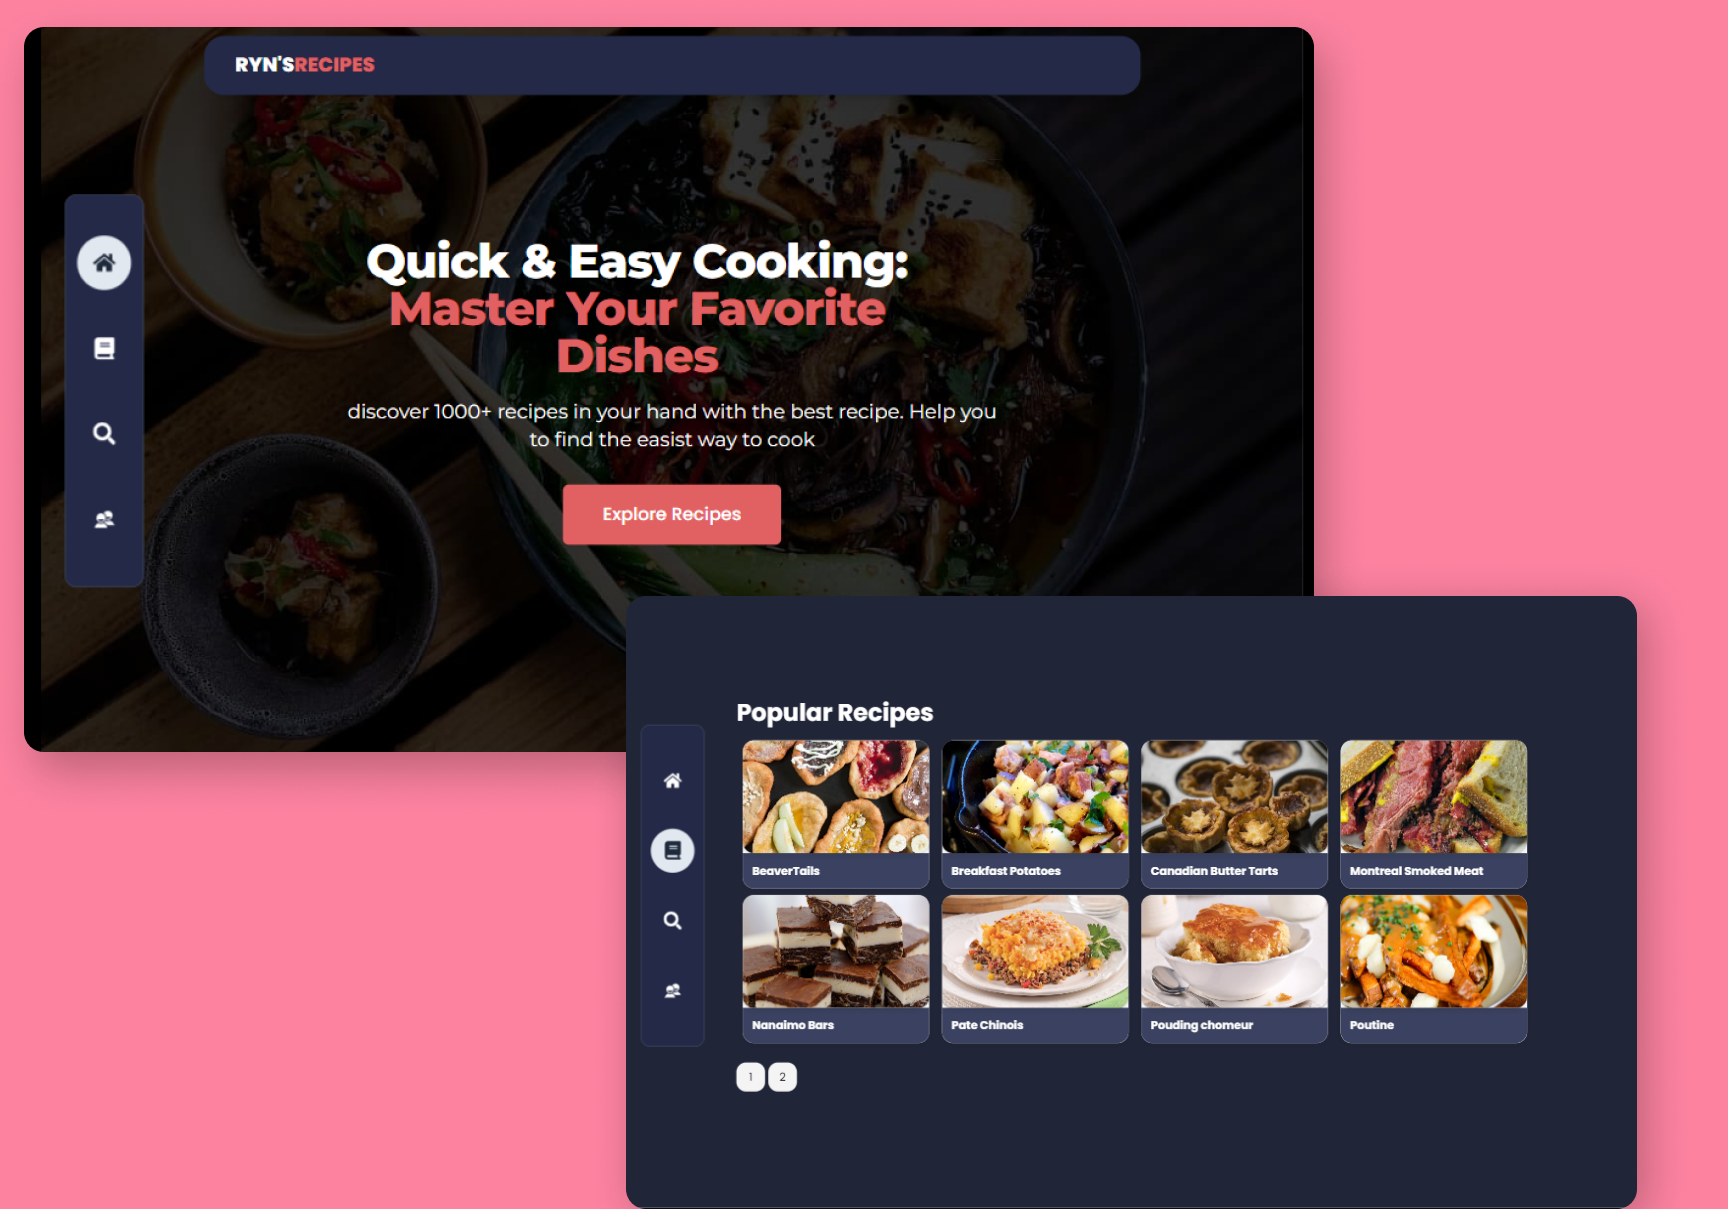 RYN'SRECIPES
Quick & Easy Cooking:
Master Your Favorite
Dishes
discover 1000+ recipes in your hand with the best recipe. Help you
to find the easist way to cook
Explore Recipes
Popular Recipes
BeaverTails
Breakfast Potatoes
Canadian Butter Tarts
Montreal Smoked Meat
Nanaimo Bars
Pate Chinois
Pouding chomeur
Poutine
1
2